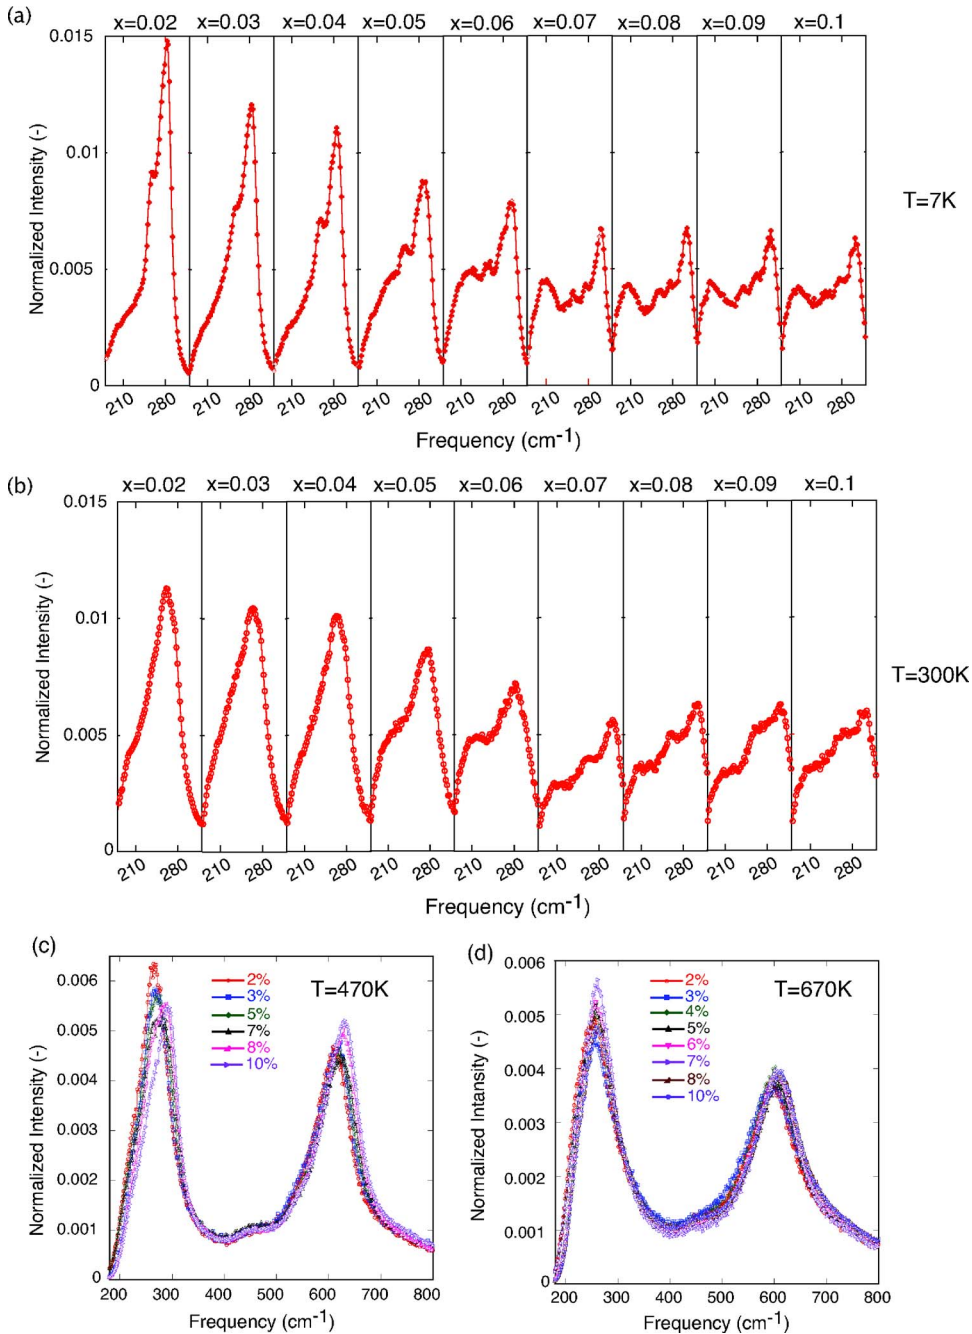 (a)
x=0.02 x=0.03 x=0.04 x=0.05 x=0.06 x=0.07 x=0.08 x=0.09 x=0.1
0.015
0.01
0.005
0
Normalized Intensity (-)
T=7K
210 280 210 280 210 280 210 280 210 280 210 280 210 280 210 280 210 280
Frequency (cm-1)
(b)
x=0.02 x=0.03 x=0.04 x=0.05 x=0.06 x=0.07 x=0.08 x=0.09 x=0.1
0.015
0.01
0.005
0
Normalized Intensity (-)
T=300K
210 280 210 280 210 280 210 280 210 280 210 280 210 280 210 280 210 280
Frequency (cm-1)
(c)
0.006
0.005
0.004
0.003
0.002
0.001
0
Normalized Intensity (-)
2%
3%
5%
7%
8%
10%
T=470K
200 300 400 500 600 700 800
Frequency (cm-1)
(d)
0.006
0.005
0.004
0.003
0.002
0.001
0
Normalized Intansity (-)
2%
3%
4%
5%
6%
7%
8%
10%
T=670K
200 300 400 500 600 700 800
Frequency (cm-1)